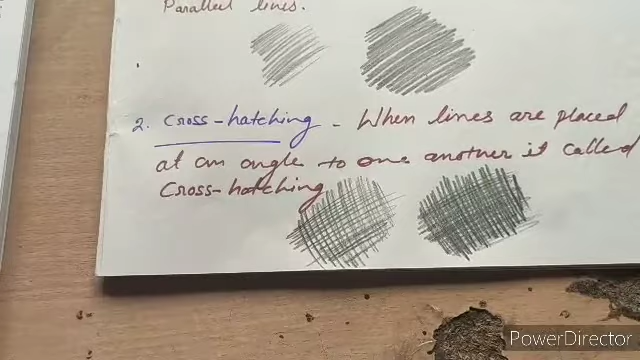 Parallel lines.
2. Cross-hatching - When lines are placed
at an angle to one another it called
Cross-hatching
PowerDirector